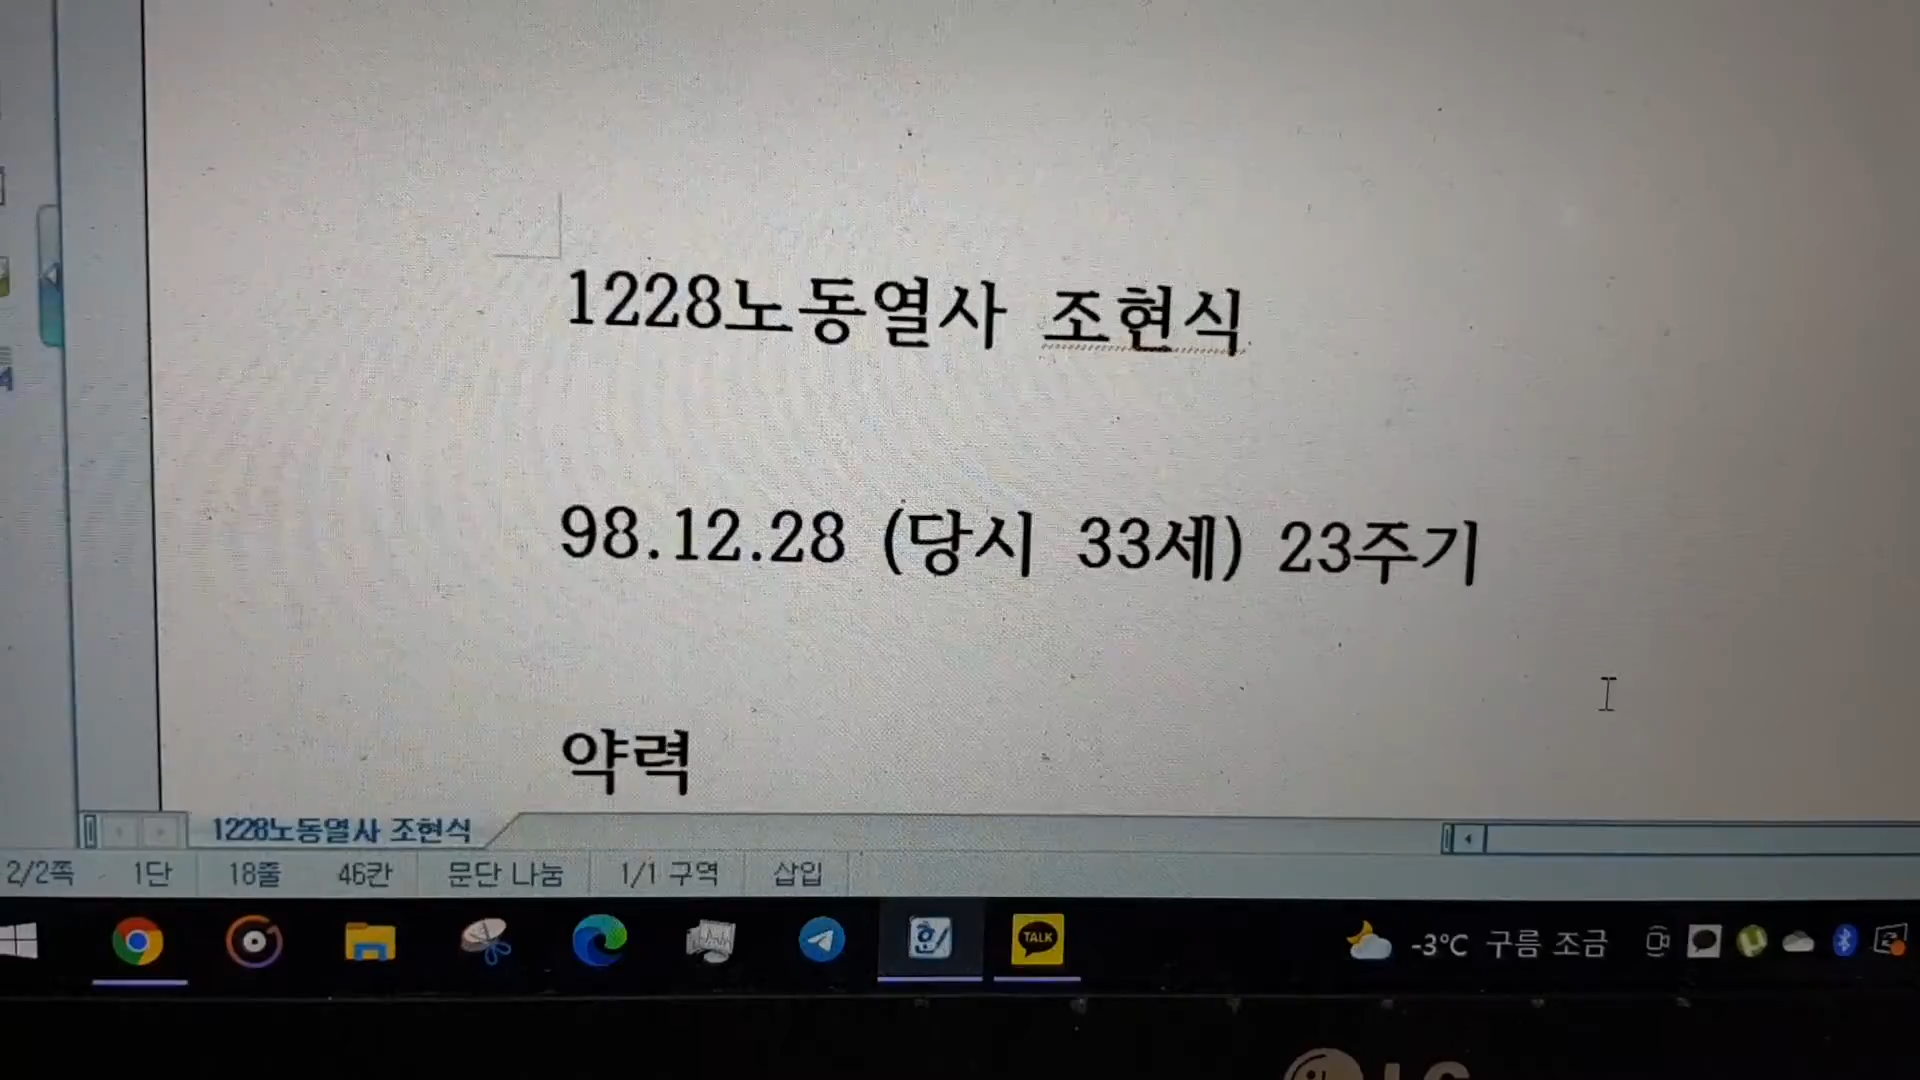 1228노동열사 조현식
98.12.28 (당시 33세) 23주기
약력
1228노동열사 조현식
2/2쪽 1단 18줄 46칸 문단 나눔 1/1 구역 삽입
TALK -3°C 구름 조금
LG